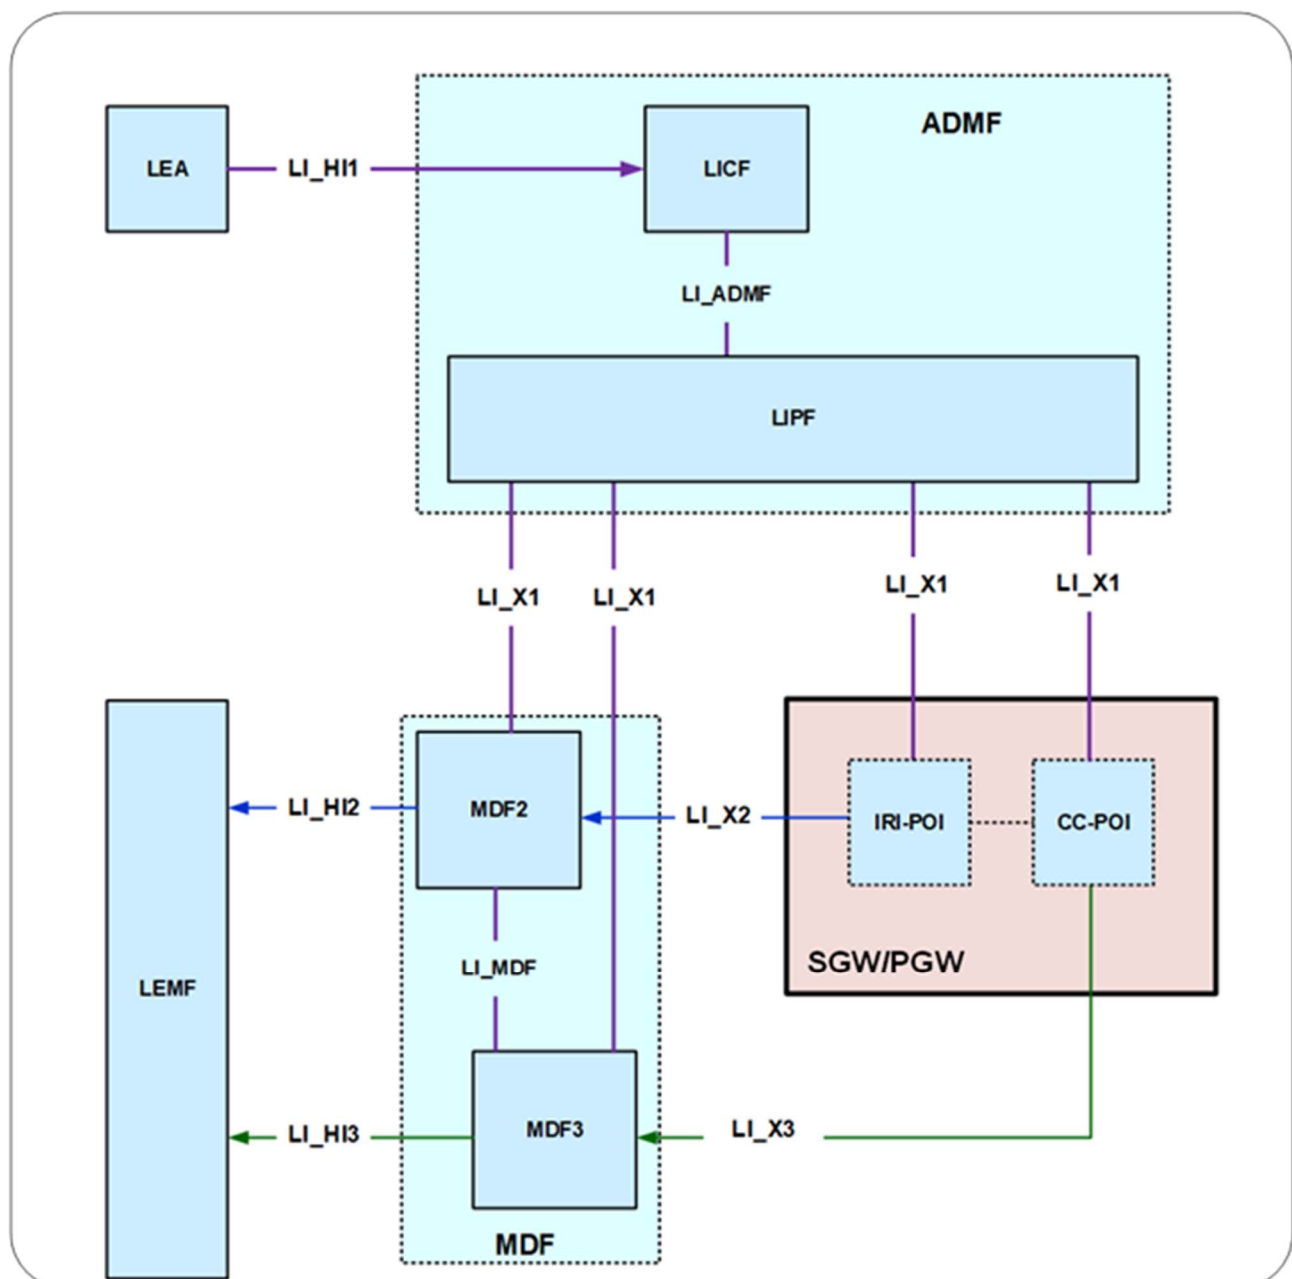 ADMF
LEA
LI_HI1
LICF
LI_ADMF
LIPF
LI_X1
LI_X1
LI_X1
LI_X1
LI_HI2
MDF2
LI_X2
IRI-POI
CC-POI
SGW/PGW
LI_MDF
LEMF
LI_HI3
MDF3
LI_X3
MDF